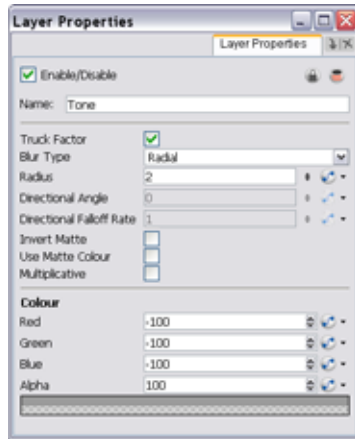 Layer Properties
Layer Properties
Enable/Disable
Name: Tone
Truck Factor
Blur Type Radial
Radius 2
Directional Angle 0
Directional Falloff Rate 1
Invert Matte
Use Matte Colour
Multiplicative
Colour
Red -100
Green -100
Blue -100
Alpha 100